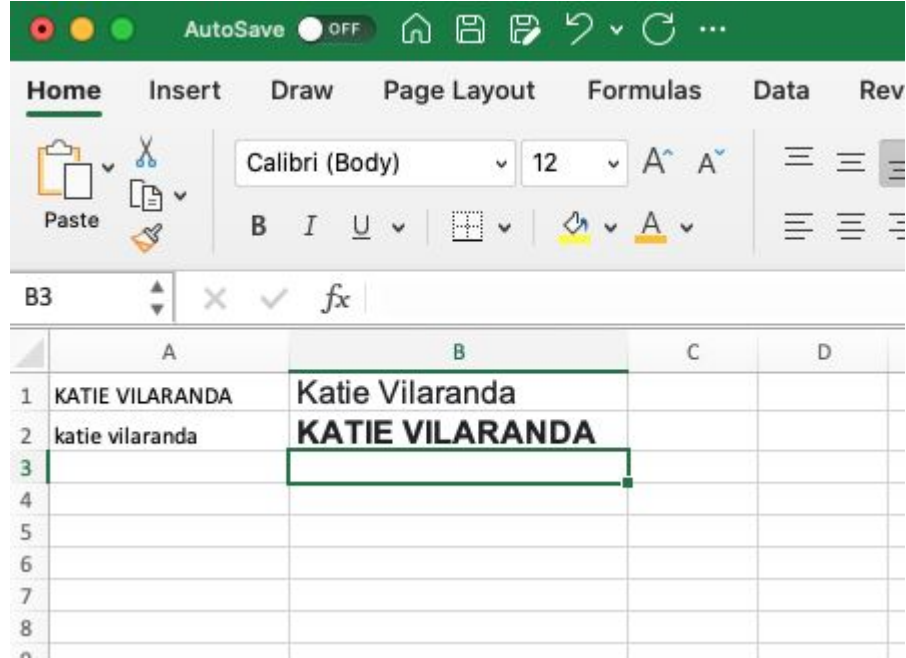 AutoSave OFF ...
Home Insert Draw Page Layout Formulas Data Rev
Paste Calibri (Body) 12 A A
B I U A
B3 fx
A B C D
1 KATIE VILARANDA Katie Vilaranda
2 katie vilaranda KATIE VILARANDA
3
4
5
6
7
8